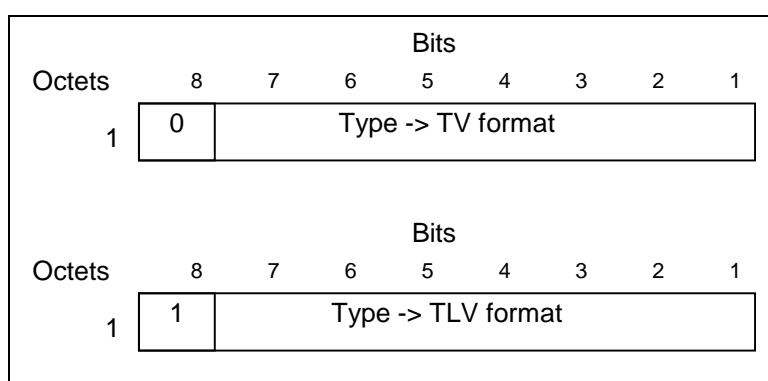 Bits
Octets 8 7 6 5 4 3 2 1
1 0 Type -> TV format
Bits
Octets 8 7 6 5 4 3 2 1
1 1 Type -> TLV format